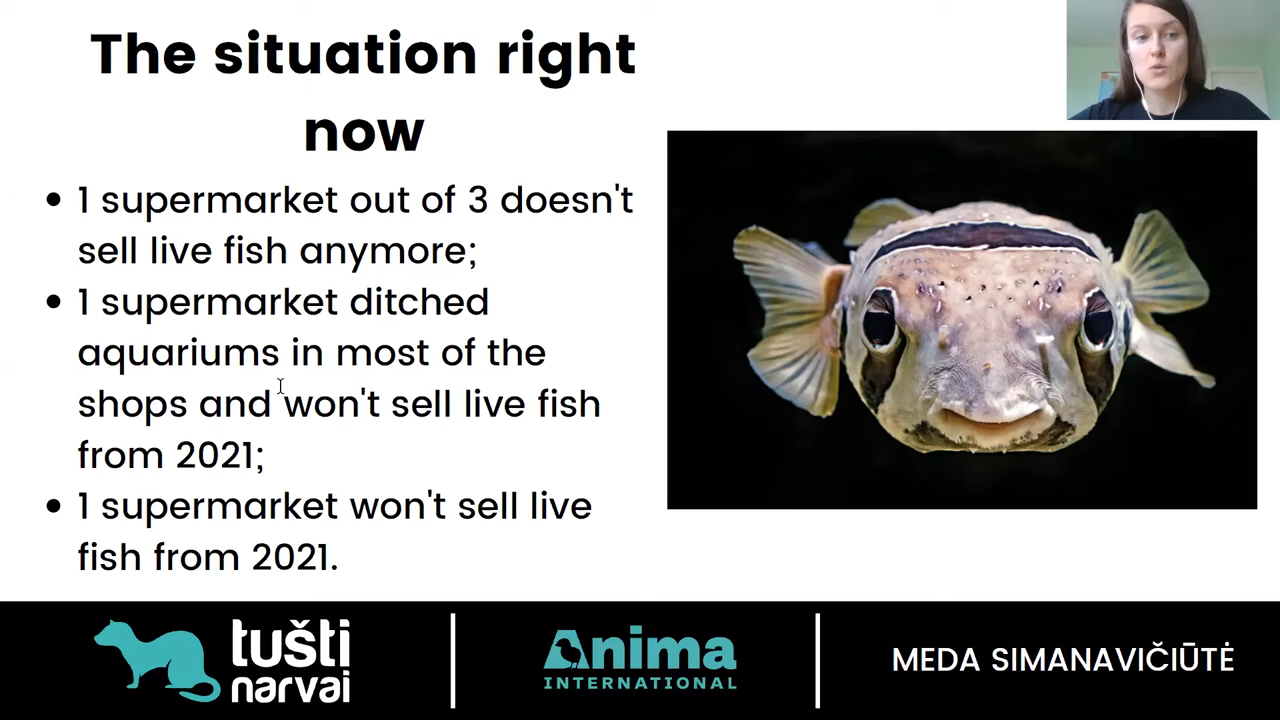 The situation right
now
• 1 supermarket out of 3 doesn't
sell live fish anymore;
• 1 supermarket ditched
aquariums in most of the
shops and won't sell live fish
from 2021;
• 1 supermarket won't sell live
fish from 2021.
tušti
narvai
Anima
INTERNATIONAL
MEDA SIMANAVIČIŪTĖ